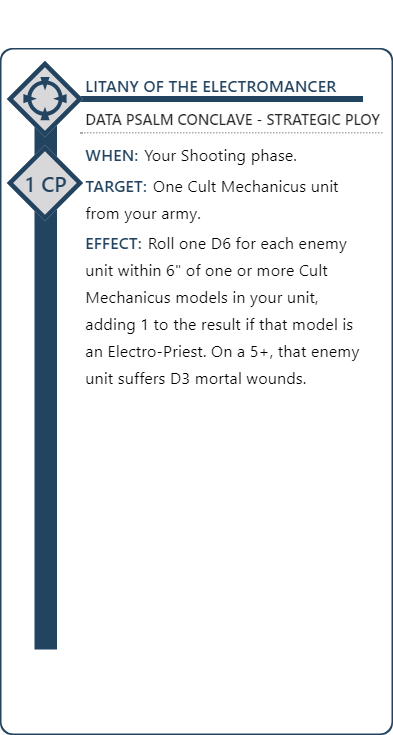 LITANY OF THE ELECTROMANCER
DATA PSALM CONCLAVE - STRATEGIC PLOY
WHEN: Your Shooting phase.
1 CP
TARGET: One Cult Mechanicus unit
from your army.
EFFECT: Roll one D6 for each enemy
unit within 6" of one or more Cult
Mechanicus models in your unit,
adding 1 to the result if that model is
an Electro-Priest. On a 5+, that enemy
unit suffers D3 mortal wounds.